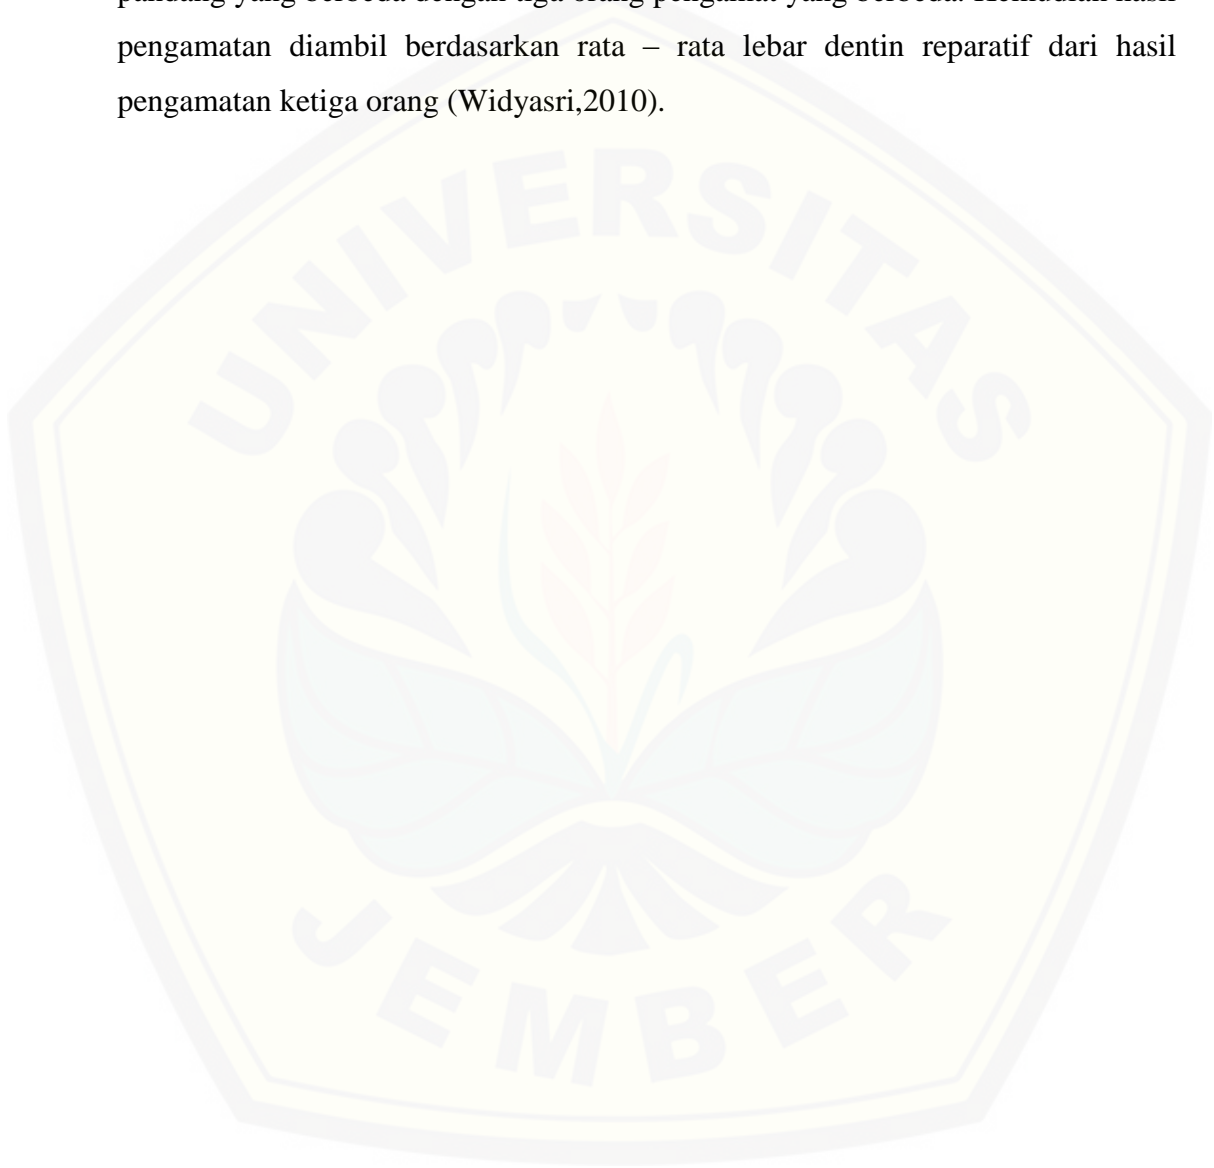 pandang yang berbeda dengan tiga orang pengamat yang berbeda. Kemudian hasil
pengamatan diambil berdasarkan rata – rata lebar dentin reparatif dari hasil
pengamatan ketiga orang (Widyasri,2010).
UNIVERSITAS
JEMBER